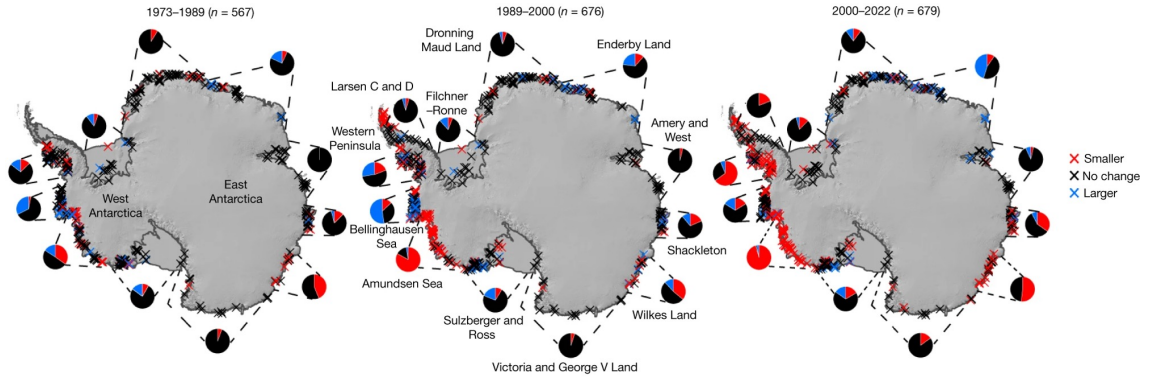 1973–1989 (n = 567)
1989–2000 (n = 676)
2000–2022 (n = 679)
Dronning
Maud Land
Enderby Land
Larsen C and D
Filchner
–Ronne
Western
Peninsula
Amery and
West
West
Antarctica
East
Antarctica
Bellinghausen
Sea
Shackleton
Amundsen Sea
Sulzberger and
Ross
Wilkes Land
Victoria and George V Land
Smaller
No change
Larger